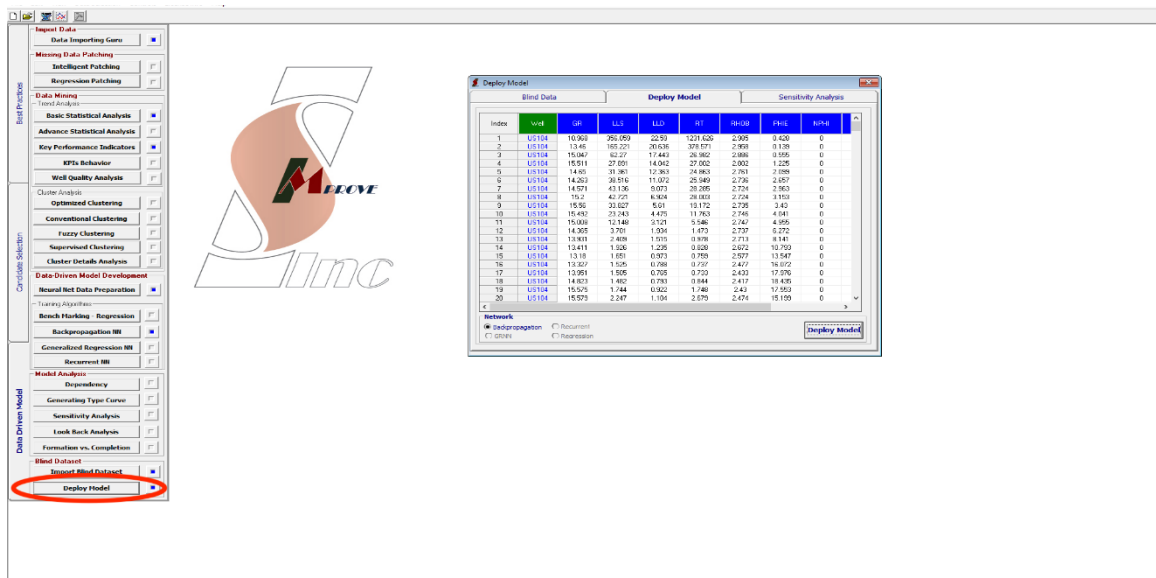 Import Data
Data Importing Guru
Missing Data Patching
Intelligent Patching
Regression Patching
Data Mining
Trend Analysis
Basic Statistical Analysis
Advance Statistical Analysis
Key Performance Indicators
KPIs Behavior
Well Quality Analysis
Cluster Analysis
Optimized Clustering
Conventional Clustering
Fuzzy Clustering
Supervised Clustering
Cluster Details Analysis
Data-Driven Model Development
Neural Net Data Preparation
Training Algorithms
Bench Marking - Regression
Backpropagation NN
Generalized Regression NN
Recurrent NN
Model Analysis
Dependency
Generating Type Curve
Sensitivity Analysis
Look Back Analysis
Formation vs. Completion
Blind Dataset
Import Blind Dataset
Deploy Model
Best Practices
Candidate Selection
Data Driven Model
IMPROVE
Inc
Deploy Model
Blind Data Deploy Model Sensitivity Analysis
Index Well GR LLS LLD RT RHOB PHIE NPHI
1 US104 10.968 356.059 22.59 1231.626 2.985 0.428 0
2 US104 13.46 165.221 20.636 378.571 2.958 0.139 0
3 US104 15.047 62.27 17.443 26.982 2.886 0.555 0
4 US104 15.511 27.891 14.042 27.002 2.802 1.225 0
5 US104 14.65 31.361 12.363 24.863 2.761 2.099 0
6 US104 14.263 38.516 11.072 25.949 2.736 2.657 0
7 US104 14.571 43.136 9.073 28.285 2.724 2.963 0
8 US104 15.2 42.721 6.924 28.003 2.724 3.193 0
9 US104 15.56 33.827 5.61 19.172 2.735 3.43 0
10 US104 15.492 23.243 4.475 11.763 2.746 4.041 0
11 US104 15.008 12.148 3.121 5.546 2.747 4.955 0
12 US104 14.365 3.701 1.934 1.473 2.737 6.272 0
13 US104 13.931 2.409 1.515 0.978 2.713 8.141 0
14 US104 13.411 1.926 1.235 0.828 2.672 10.793 0
15 US104 13.18 1.651 0.973 0.759 2.577 13.547 0
16 US104 13.327 1.525 0.788 0.737 2.477 16.072 0
17 US104 13.951 1.505 0.765 0.733 2.433 17.976 0
18 US104 14.823 1.482 0.793 0.844 2.417 18.435 0
19 US104 15.575 1.744 0.922 1.748 2.43 17.553 0
20 US104 15.579 2.247 1.104 2.679 2.474 15.199 0
Network
Backpropagation Recurrent
GRNN Regression
Deploy Model